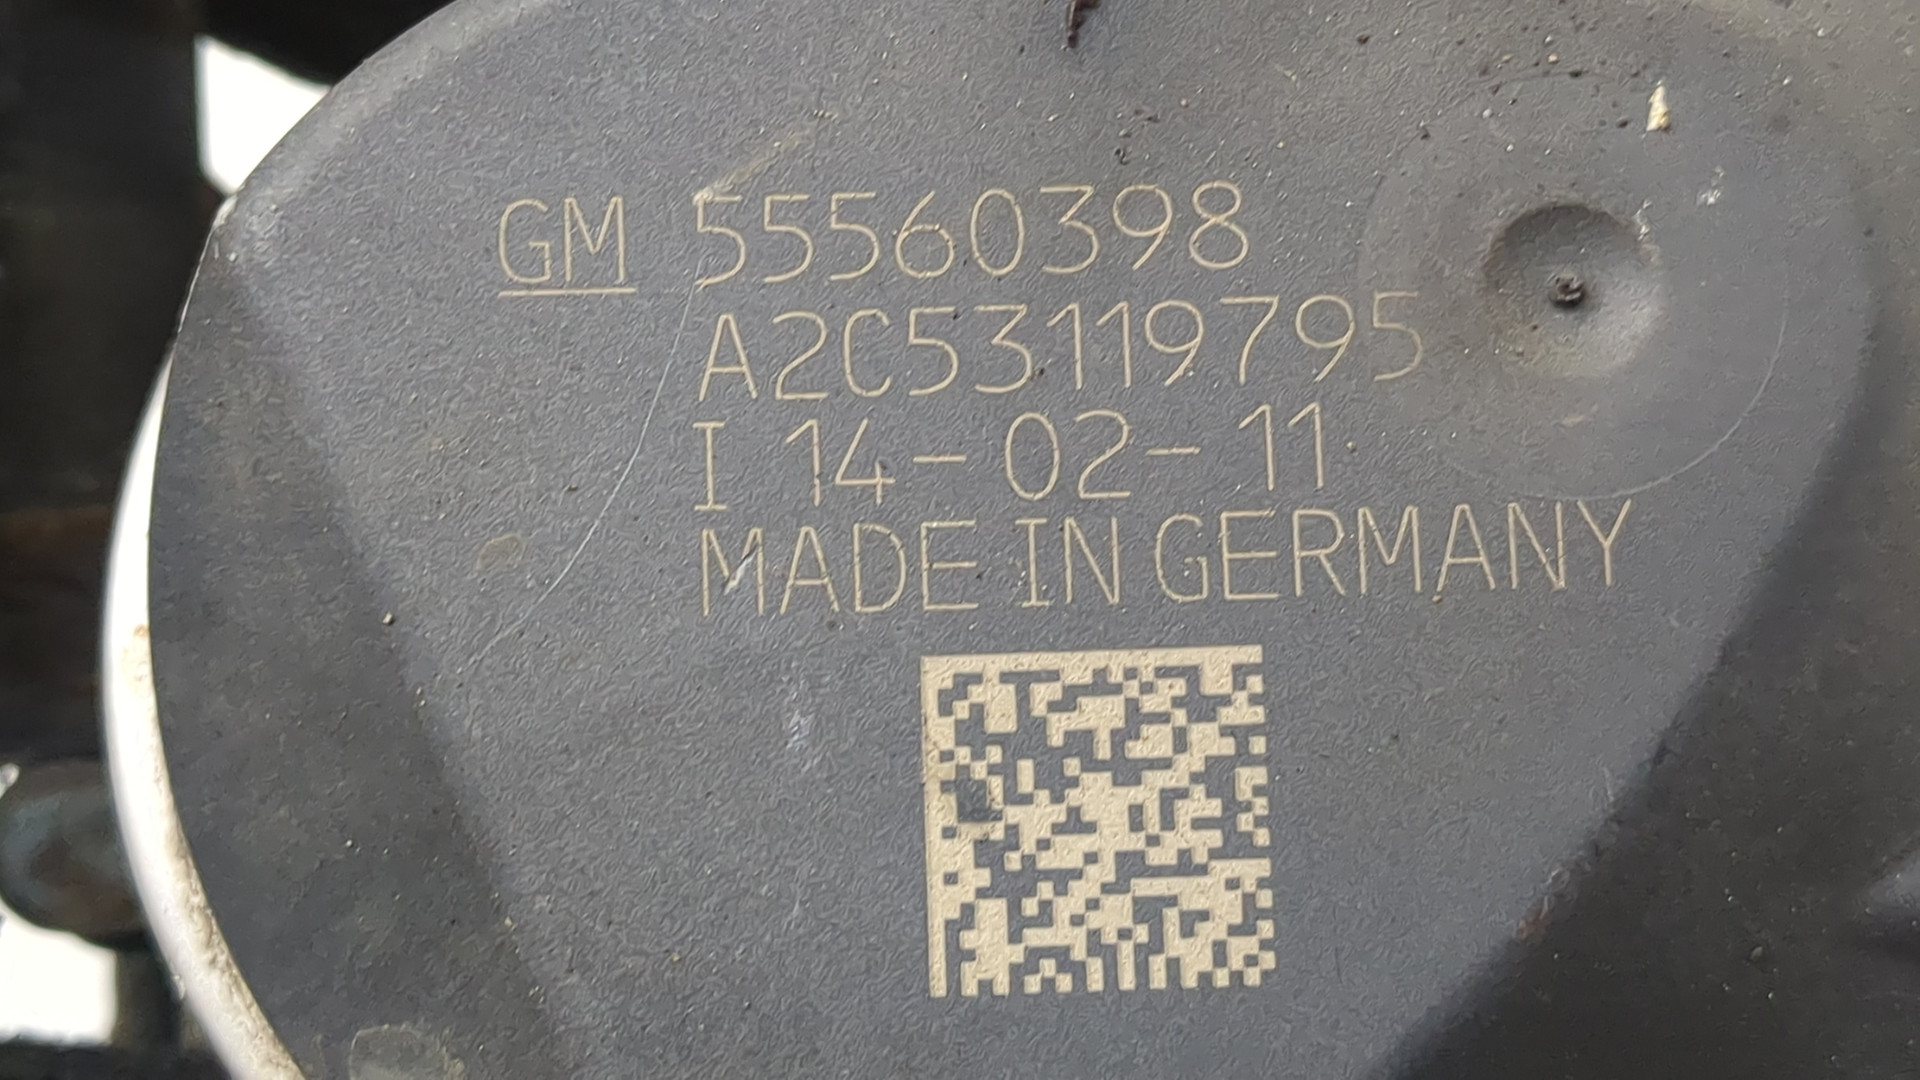 GM 55560398
A2C53119795
I 14-02-11
MADE IN GERMANY